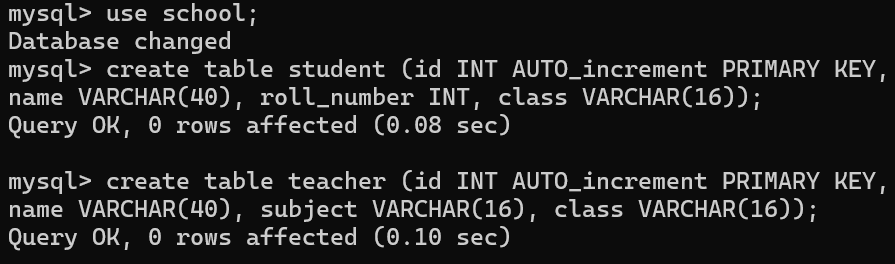 mysql> use school;
Database changed
mysql> create table student (id INT AUTO_increment PRIMARY KEY,
name VARCHAR(40), roll_number INT, class VARCHAR(16));
Query OK, 0 rows affected (0.08 sec)

mysql> create table teacher (id INT AUTO_increment PRIMARY KEY,
name VARCHAR(40), subject VARCHAR(16), class VARCHAR(16));
Query OK, 0 rows affected (0.10 sec)